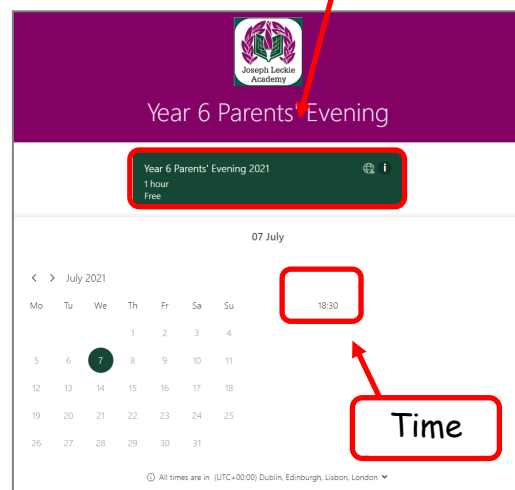 Joseph Leckie
Academy
Year 6 Parents' Evening
Year 6 Parents' Evening 2021
i
1 hour
Free
07 July
< > July 2021
Mo Tu We Th Fr Sa Su
18:30
1 2 3 4
5 6 7 8 9 10 11
12 13 14 15 16 17 18
19 20 21 22 23 24 25
26 27 28 29 30 31
Time
All times are in (UTC+00:00) Dublin, Edinburgh, Lisbon, London